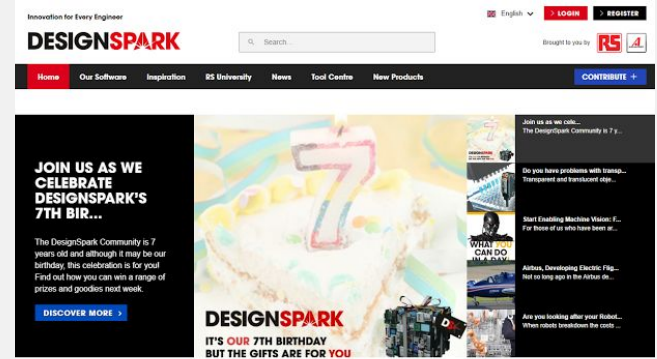 Innovation for Every Engineer
English
> LOGIN
> REGISTER
DESIGNSPARK
Search...
Brought to you by
RS
Home
Our Software
Inspiration
RS University
News
Tool Centre
New Products
CONTRIBUTE +
JOIN US AS WE
CELEBRATE
DESIGNSPARK'S
7TH BIR...
The DesignSpark Community is 7
years old and although it may be our
birthday, this celebration is for you!
Find out how you can win a range of
prizes and goodies next week.
DISCOVER MORE >
7
DESIGNSPARK
IT'S OUR 7TH BIRTHDAY
BUT THE GIFTS ARE FOR YOU
Join us as we cele...
The DesignSpark Community is 7 y...
Do you have problems with transp...
Transparent and translucent obje...
WHAT YOU
CAN DO
IN A DAY
Start Enabling Machine Vision: F...
For those of us who have been ar...
Airbus, Developing Electric Flig...
Not so long ago in the Airbus de...
Are you looking after your Robot...
When robots breakdown the costs ...